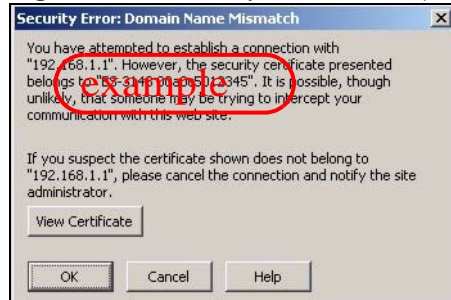 Security Error: Domain Name Mismatch
You have attempted to establish a connection with
"192.168.1.1". However, the security certificate presented
belongs to It is possible, though
unlikely, that someone may be trying to intercept your
communication with this web site.
example
If you suspect the certificate shown does not belong to
"192.168.1.1", please cancel the connection and notify the site
administrator.
View Certificate
OK Cancel Help